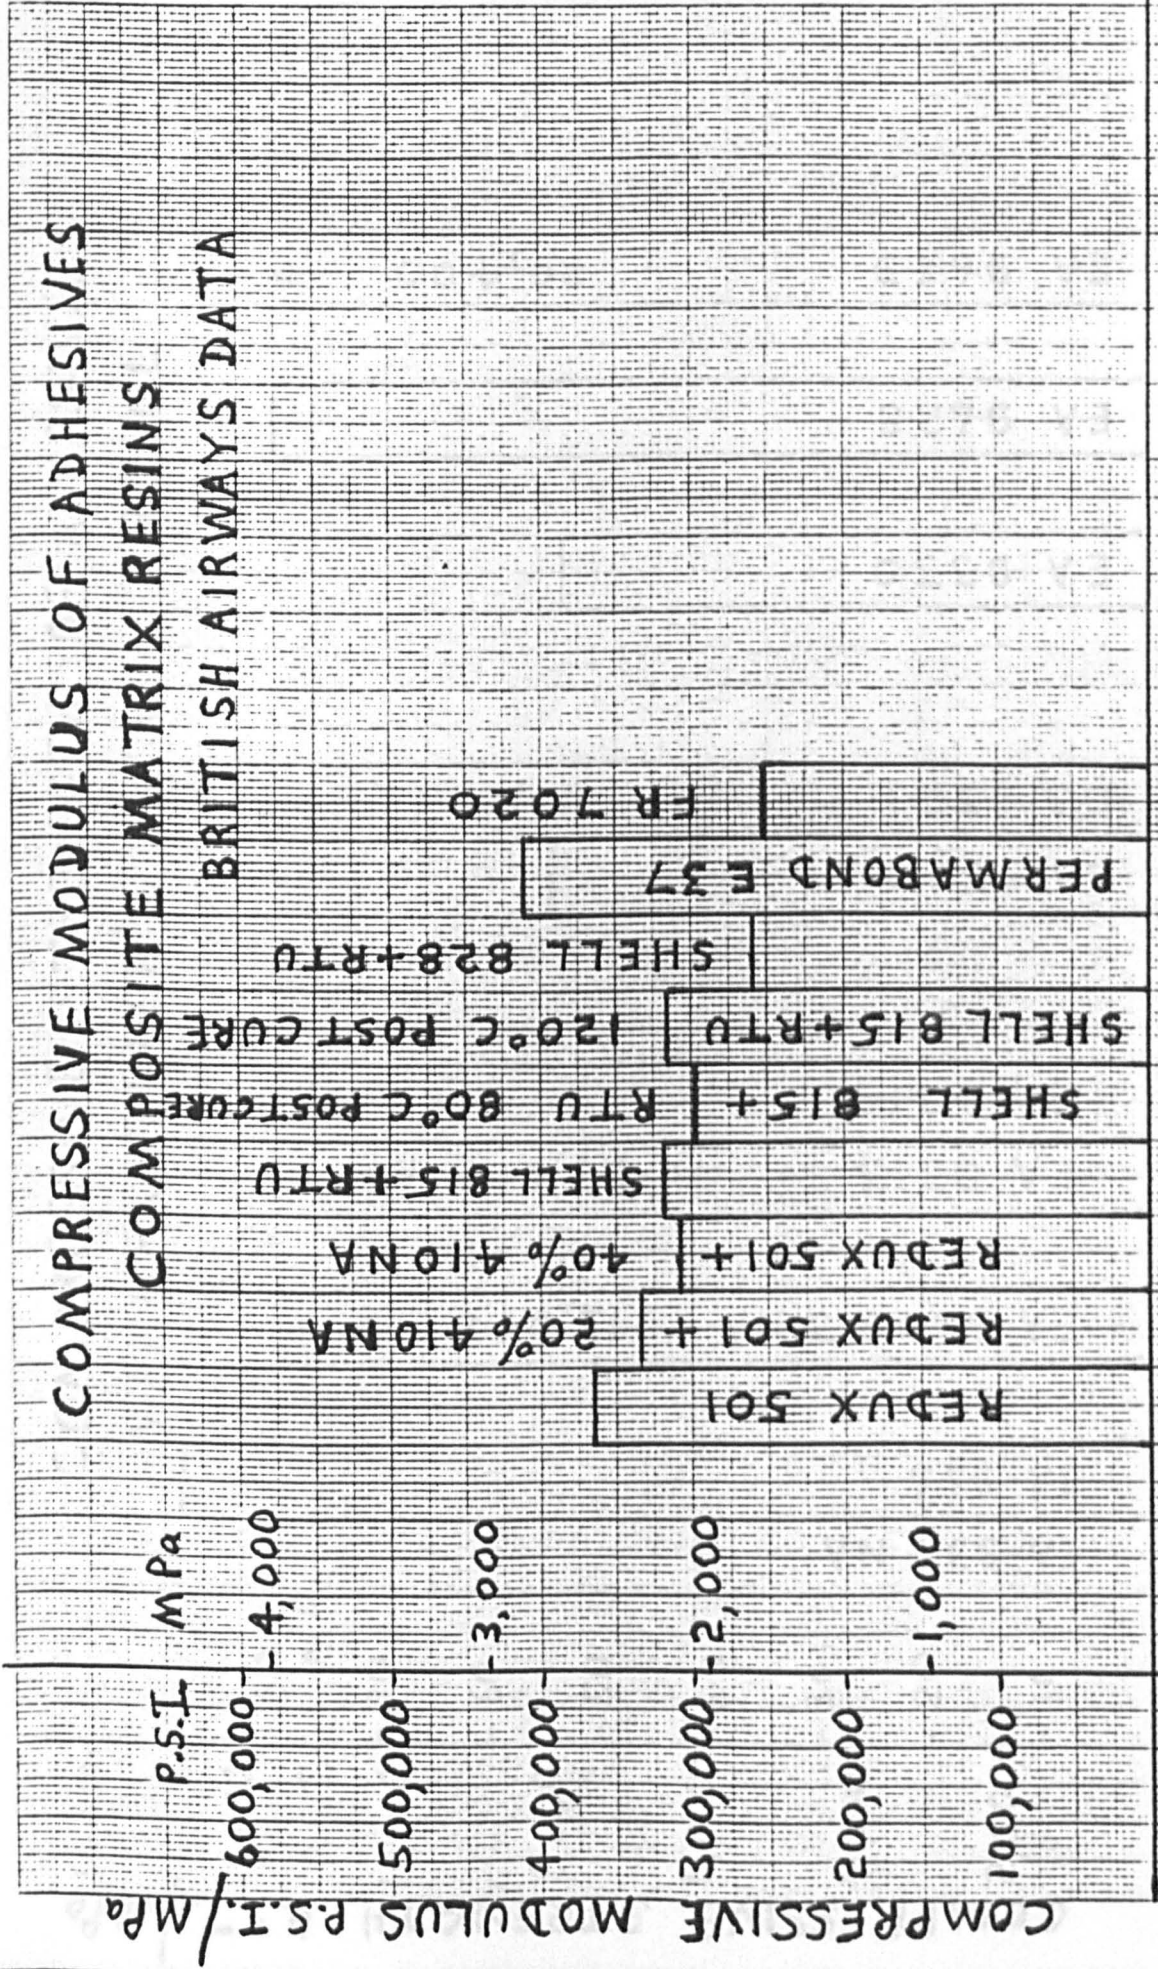 COMPRESSIVE MODULUS OF ADHESIVES
COMPOSITE MATRIX RESINS
BRITISH AIRWAYS DATA
COMPRESSIVE MODULUS P.S.I./MPa
P.S.I
600,000
500,000
400,000
300,000
200,000
100,000
MPa
4,000
3,000
2,000
1,000
REDUX 501
REDUX 501 + 20% 410NA
REDUX 501+ 40% 410NA
SHELL 815+RTU
SHELL 815+ RTU 80°C POSTCURE
SHELL 815+RTU 120°C POST CURE
SHELL 828+RTU
PERMABOND E37
FR 7020